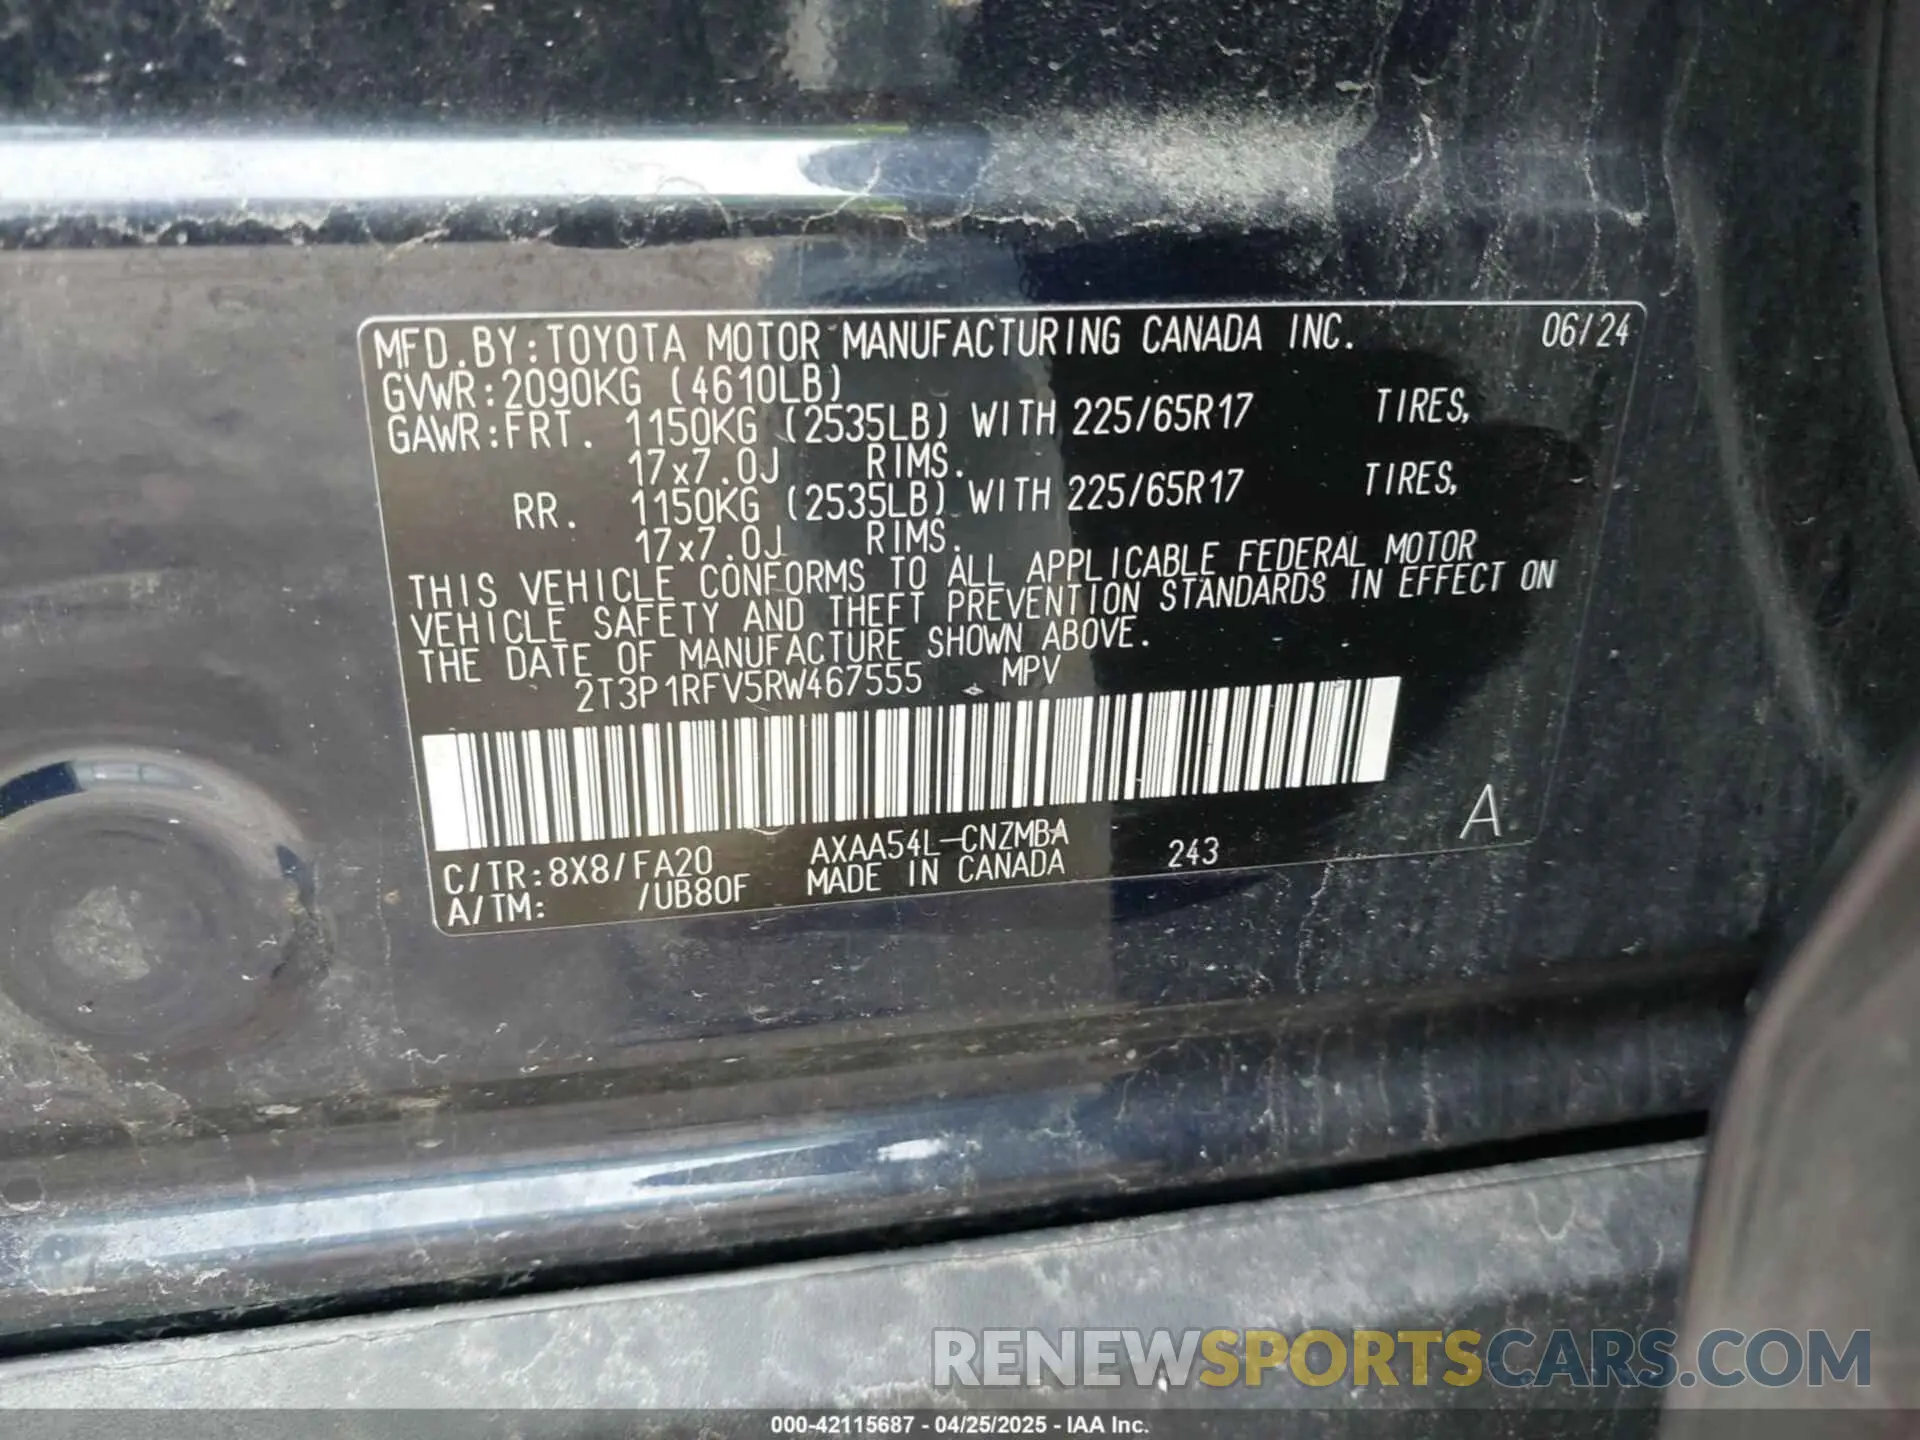 MFD.BY:TOYOTA MOTOR MANUFACTURING CANADA INC. 06/24
GVWR:2090KG (4610LB)
GAWR:FRT. 1150KG (2535LB) WITH 225/65R17 TIRES,
17x7.0J RIMS.
RR. 1150KG (2535LB) WITH 225/65R17 TIRES,
17x7.0J RIMS.
THIS VEHICLE CONFORMS TO ALL APPLICABLE FEDERAL MOTOR
VEHICLE SAFETY AND THEFT PREVENTION STANDARDS IN EFFECT ON
THE DATE OF MANUFACTURE SHOWN ABOVE.
2T3P1RFV5RW467555 MPV
C/TR:8X8/FA20 AXAA54L-CNZMBA 243 A
A/TM: /UB80F MADE IN CANADA
RENEWSPORTSCARS.COM
000-42115687 - 04/25/2025 - IAA Inc.